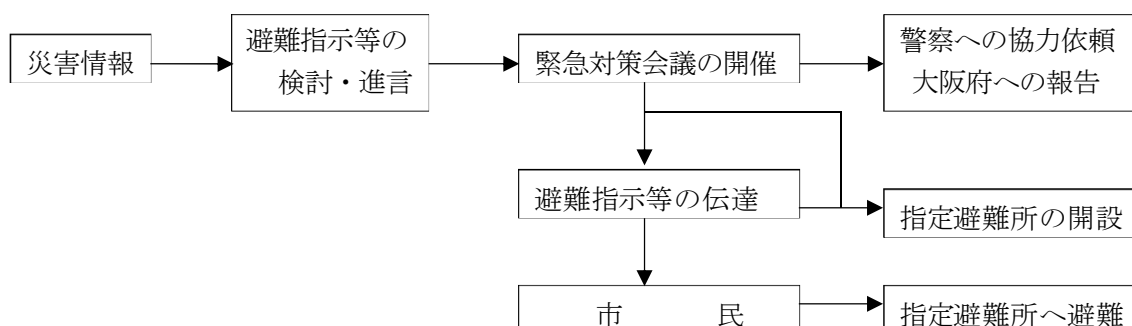 災害情報
避難指示等の
検討・進言
緊急対策会議の開催
警察への協力依頼
大阪府への報告
避難指示等の伝達
指定避難所の開設
市　　　民
指定避難所へ避難